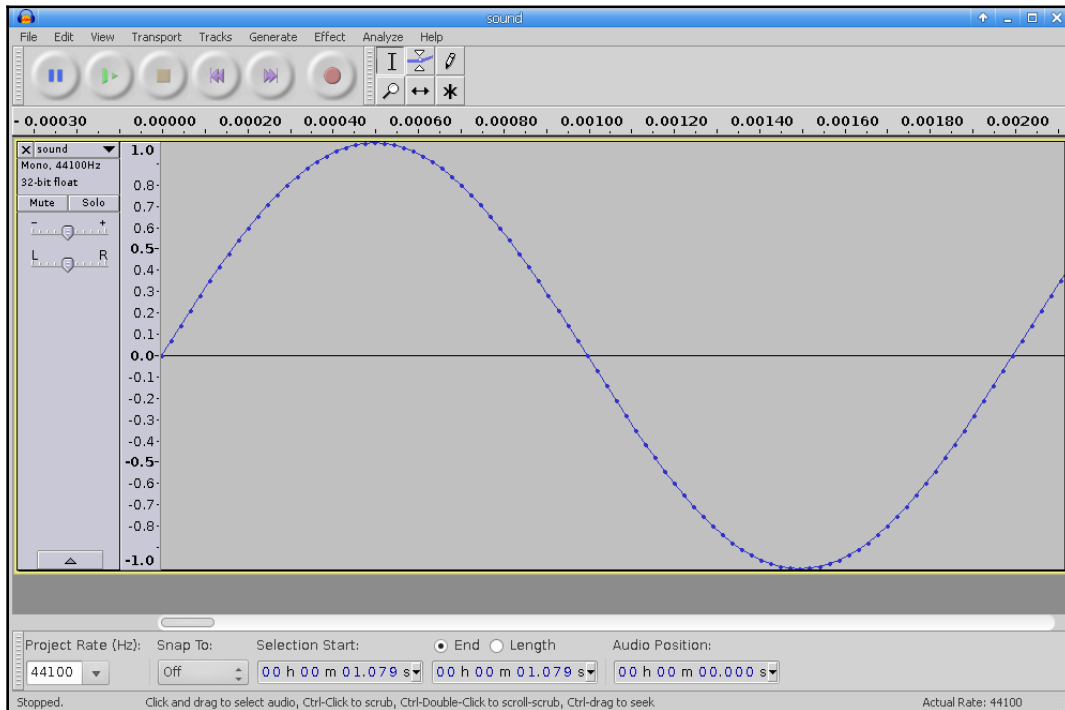 sound
File Edit View Transport Tracks Generate Effect Analyze Help
- 0.00030 0.00000 0.00020 0.00040 0.00060 0.00080 0.00100 0.00120 0.00140 0.00160 0.00180 0.00200
sound
Mono, 44100Hz
32-bit float
Mute Solo
- +
L R
1.0
0.8
0.7
0.6
0.5
0.4
0.3
0.2
0.1
0.0
-0.1
-0.2
-0.3
-0.4
-0.5
-0.6
-0.7
-0.8
-1.0
Project Rate (Hz): Snap To: Selection Start: End Length Audio Position:
44100 Off 00 h 00 m 01.079 s 00 h 00 m 01.079 s 00 h 00 m 00.000 s
Stopped. Click and drag to select audio, Ctrl-Click to scrub, Ctrl-Double-Click to scroll-scrub, Ctrl-drag to seek Actual Rate: 44100